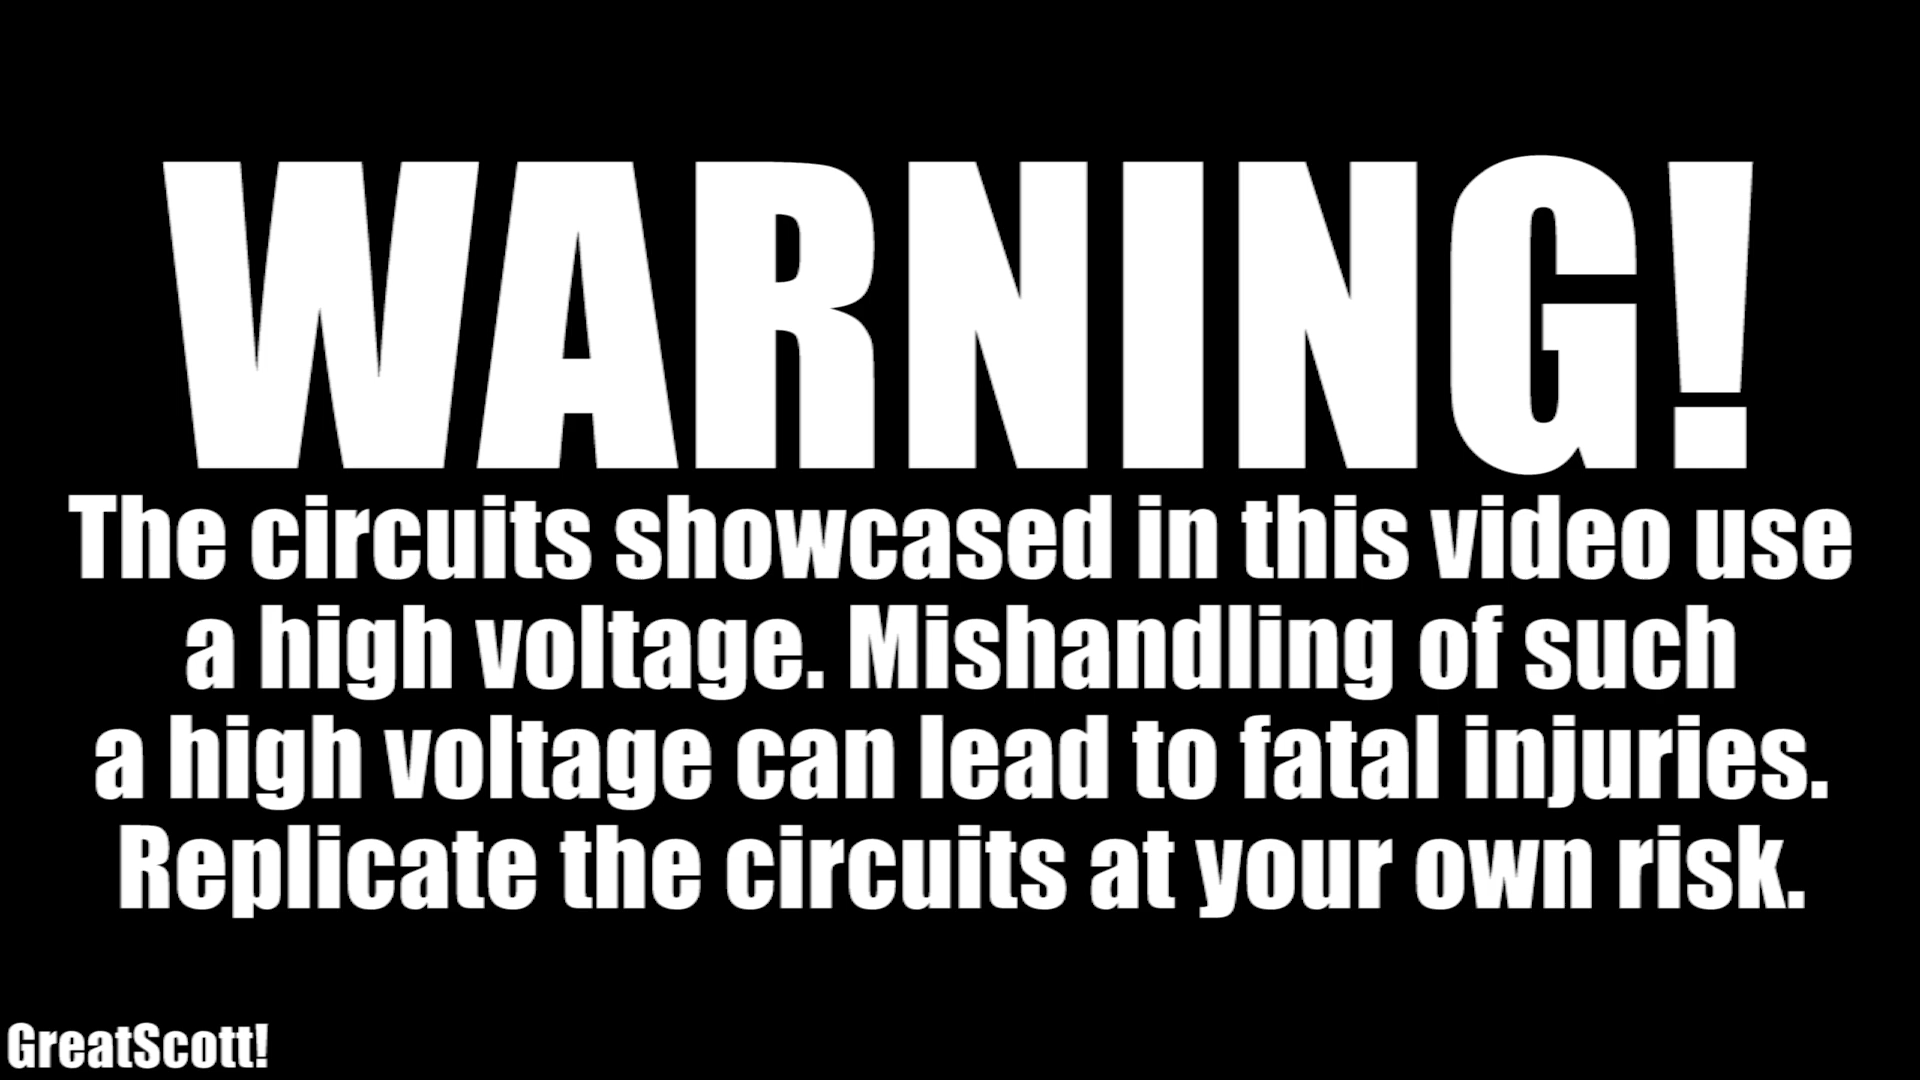 WARNING!
The circuits showcased in this video use
a high voltage. Mishandling of such
a high voltage can lead to fatal injuries.
Replicate the circuits at your own risk.
GreatScott!